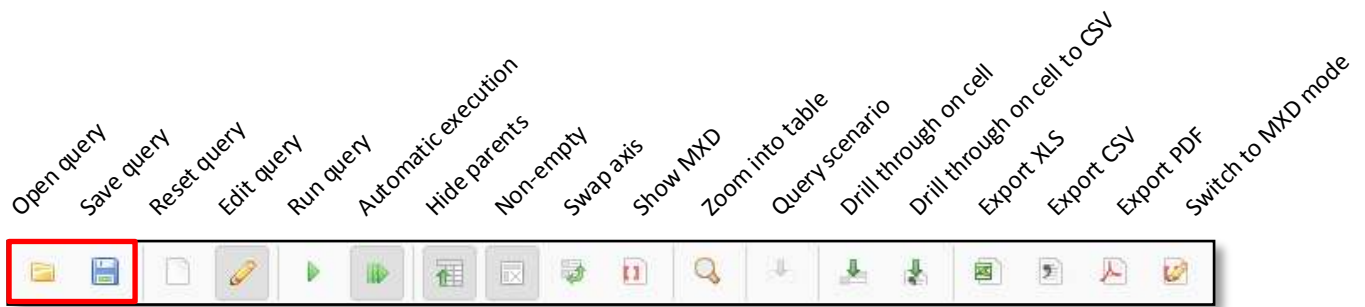 Open query
Save query
Reset query
Edit query
Run query
Automatic execution
Hide parents
Non-empty
Swap axis
Show MXD
Zoom into table
Query scenario
Drill through on cell
Drill through on cell to CSV
Export XLS
Export CSV
Export PDF
Switch to MXD mode